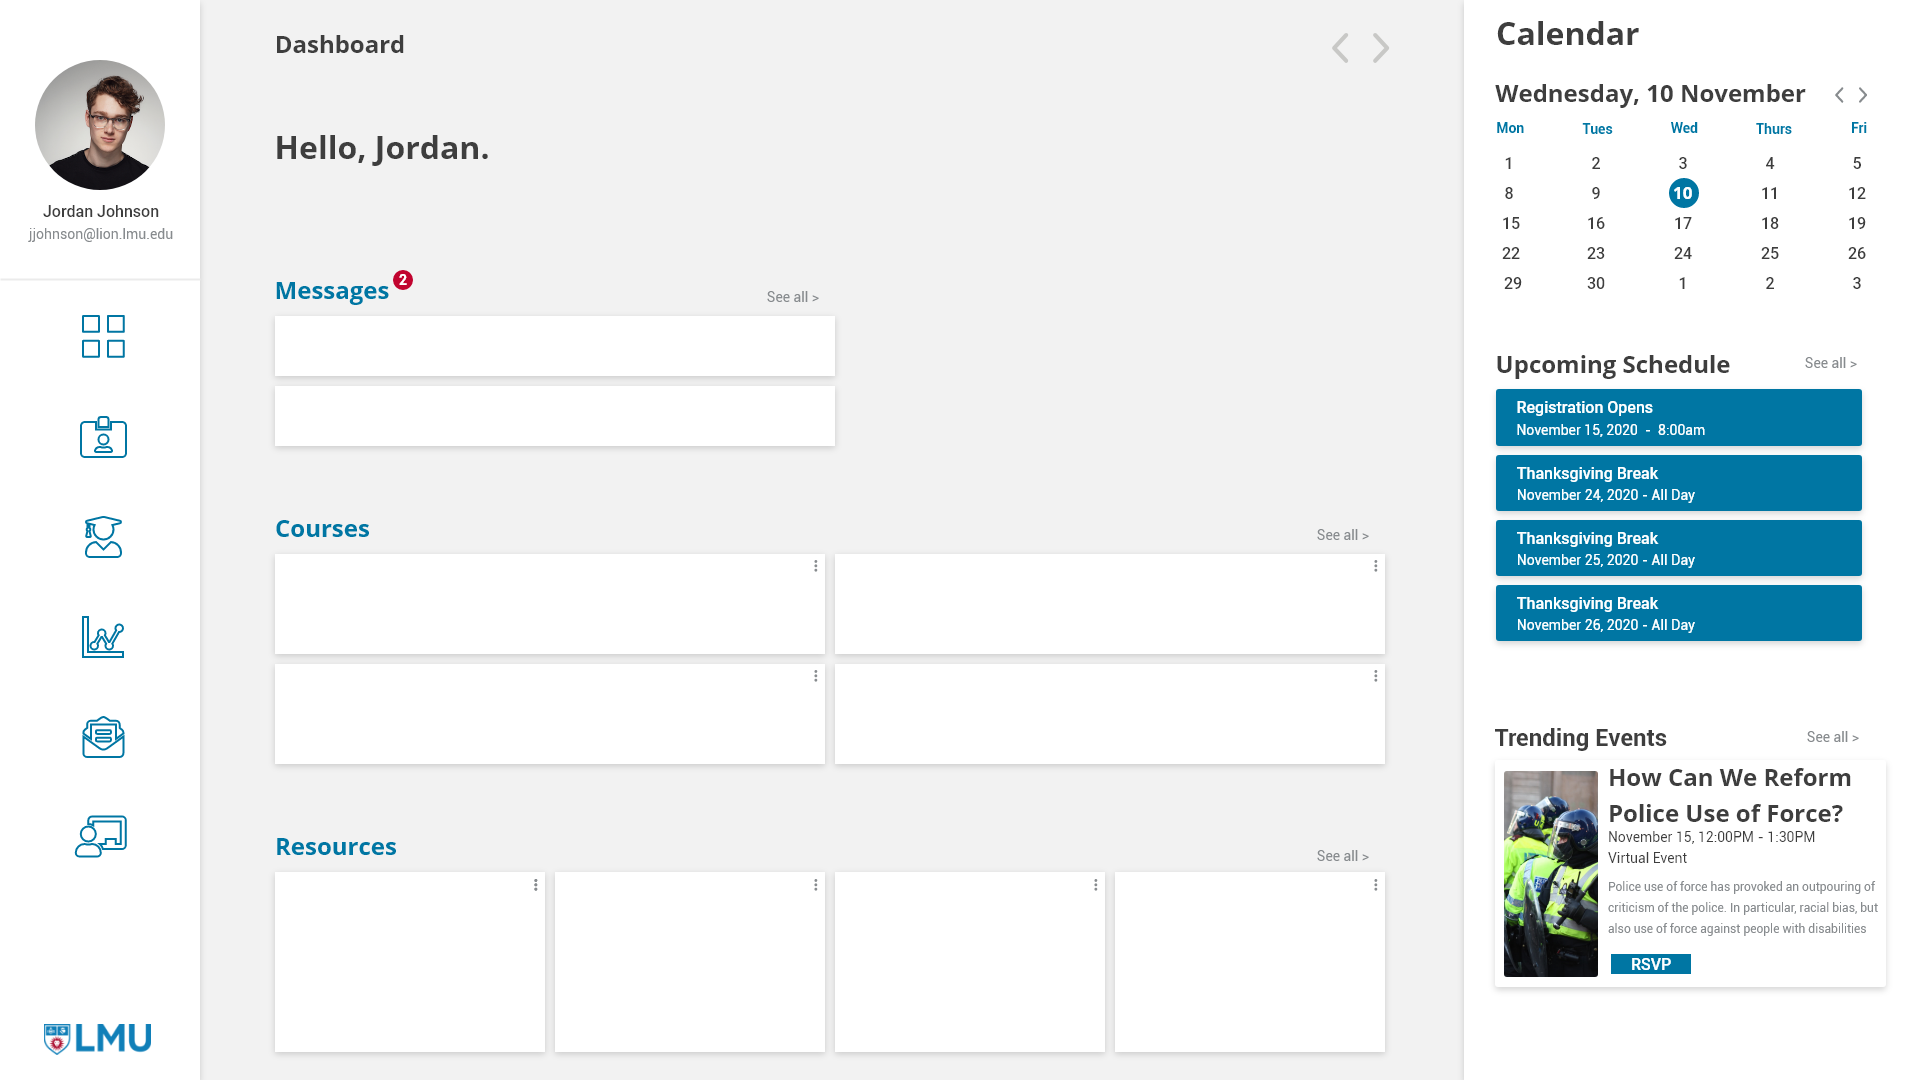 Jordan Johnson
jjohnson@lion.lmu.edu
LMU
Dashboard
Hello, Jordan.
Messages 2
See all >
Courses
See all >
Resources
See all >
Calendar
Wednesday, 10 November
Mon Tues Wed Thurs Fri
1 2 3 4 5
8 9 10 11 12
15 16 17 18 19
22 23 24 25 26
29 30 1 2 3
Upcoming Schedule See all >
Registration Opens
November 15, 2020 - 8:00am
Thanksgiving Break
November 24, 2020 - All Day
Thanksgiving Break
November 25, 2020 - All Day
Thanksgiving Break
November 26, 2020 - All Day
Trending Events See all >
How Can We Reform
Police Use of Force?
November 15, 12:00PM - 1:30PM
Virtual Event
Police use of force has provoked an outpouring of
criticism of the police. In particular, racial bias, but
also use of force against people with disabilities
RSVP